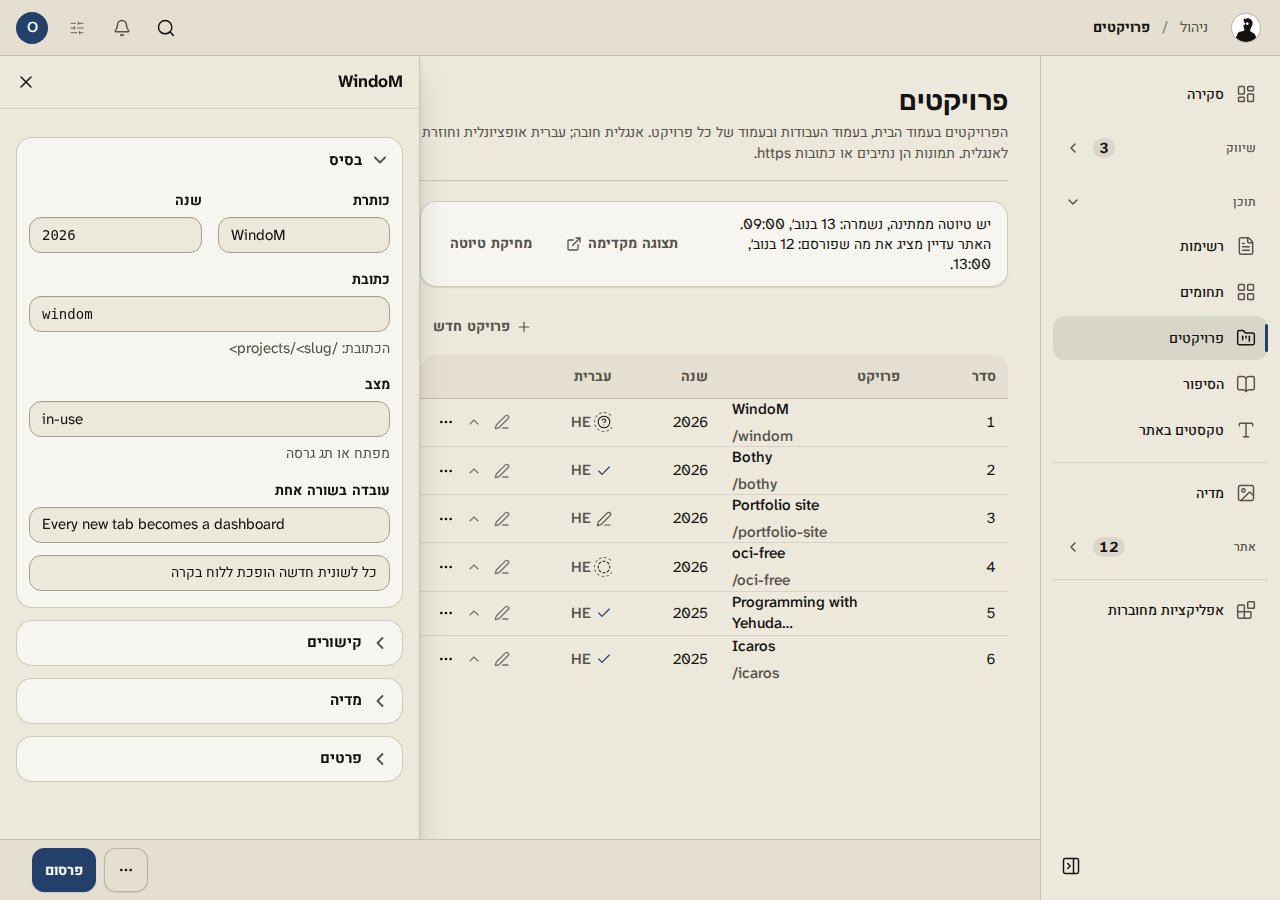 ניהול / פרויקטים
O
סקירה
שיווק 3
תוכן
רשימות
תחומים
פרויקטים
הסיפור
טקסטים באתר
מדיה
אתר 12
אפליקציות מחוברות
פרויקטים
הפרויקטים בעמוד הבית, בעמוד העבודות ובעמוד של כל פרויקט. אנגלית חובה; עברית אופציונלית וחוזרת
לאנגלית. תמונות הן נתיבים או כתובות https.
יש טיוטה ממתינה, נשמרה: 13 בנוב׳, 09:00.
האתר עדיין מציג את מה שפורסם: 12 בנוב׳,
13:00.
תצוגה מקדימה
מחיקת טיוטה
פרויקט חדש
סדר פרויקט שנה עברית
1 WindoM 2026 HE
/windom
2 Bothy 2026 HE
/bothy
3 Portfolio site 2026 HE
/portfolio-site
4 oci-free 2026 HE
/oci-free
5 Programming with 2025 HE
Yehuda…
6 Icaros 2025 HE
/icaros
WindoM
בסיס
כותרת שנה
WindoM 2026
כתובת
windom
הכתובת: /projects/<slug>
מצב
in-use
מפתח או תג גרסה
עובדה בשורה אחת
Every new tab becomes a dashboard
כל לשונית חדשה הופכת ללוח בקרה
קישורים
מדיה
פרטים
פרסום